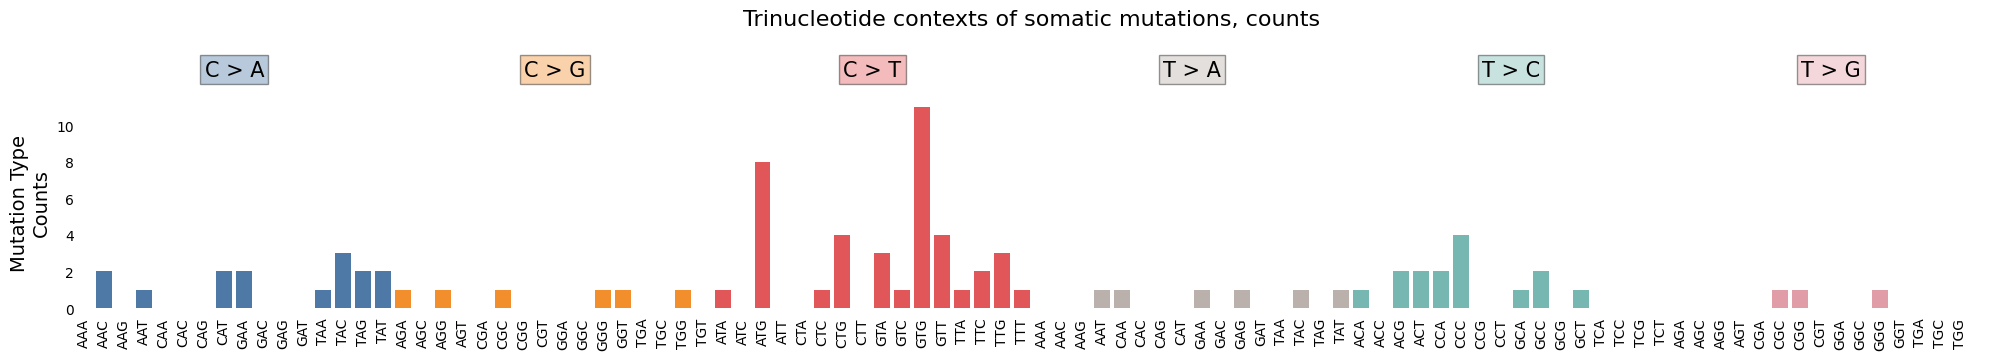 Trinucleotide contexts of somatic mutations, counts
C > A C > G C > T T > A T > C T > G
Mutation Type
Counts
10
8
6
4
2
0
AAA AAC AAG AAT CAA CAC CAG CAT GAA GAC GAG GAT TAA TAC TAG TAT AGA AGC AGG AGT CGA CGC CGG CGT GGA GGC GGG GGT TGA TGC TGG TGT ATA ATC ATG ATT CTA CTC CTG CTT GTA GTC GTG GTT TTA TTC TTG TTT AAA AAC AAG AAT CAA CAC CAG CAT GAA GAC GAG GAT TAA TAC TAG TAT ACA ACC ACG ACT CCA CCC CCG CCT GCA GCC GCG GCT TCA TCC TCG TCT AGA AGC AGG AGT CGA CGC CGG CGT GGA GGC GGG GGT TGA TGC TGG